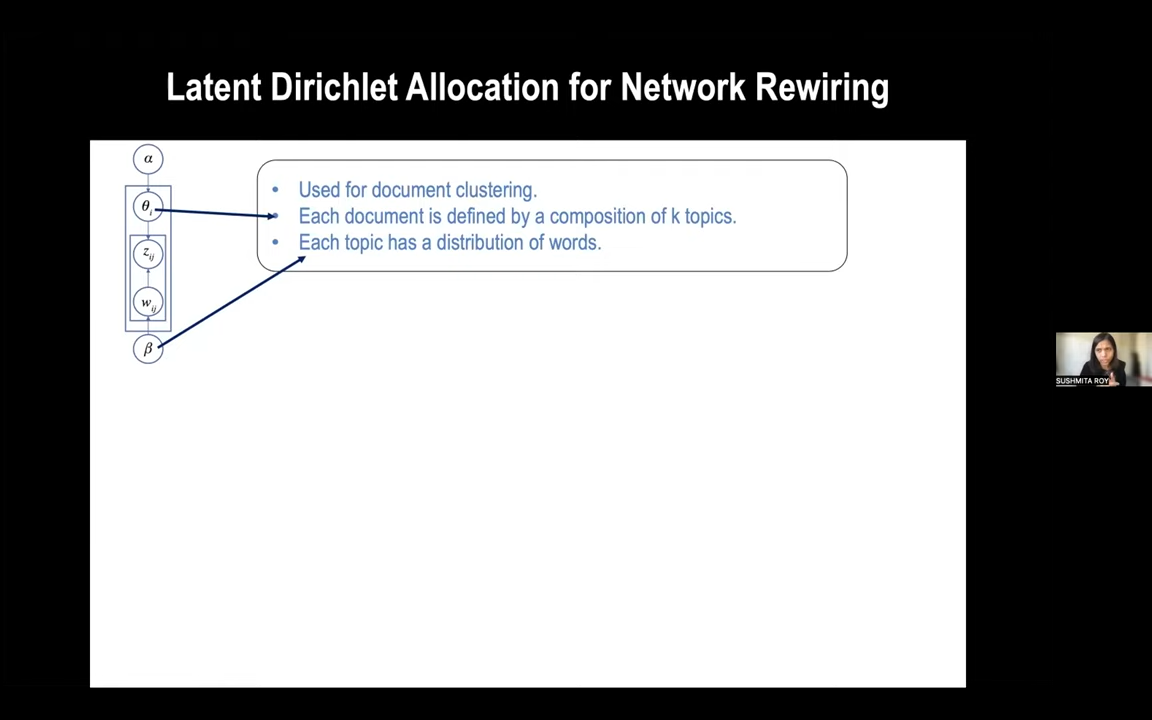 Latent Dirichlet Allocation for Network Rewiring
α
θi
zij
wij
β
• Used for document clustering.
• Each document is defined by a composition of k topics.
• Each topic has a distribution of words.
SUSHMITA ROY